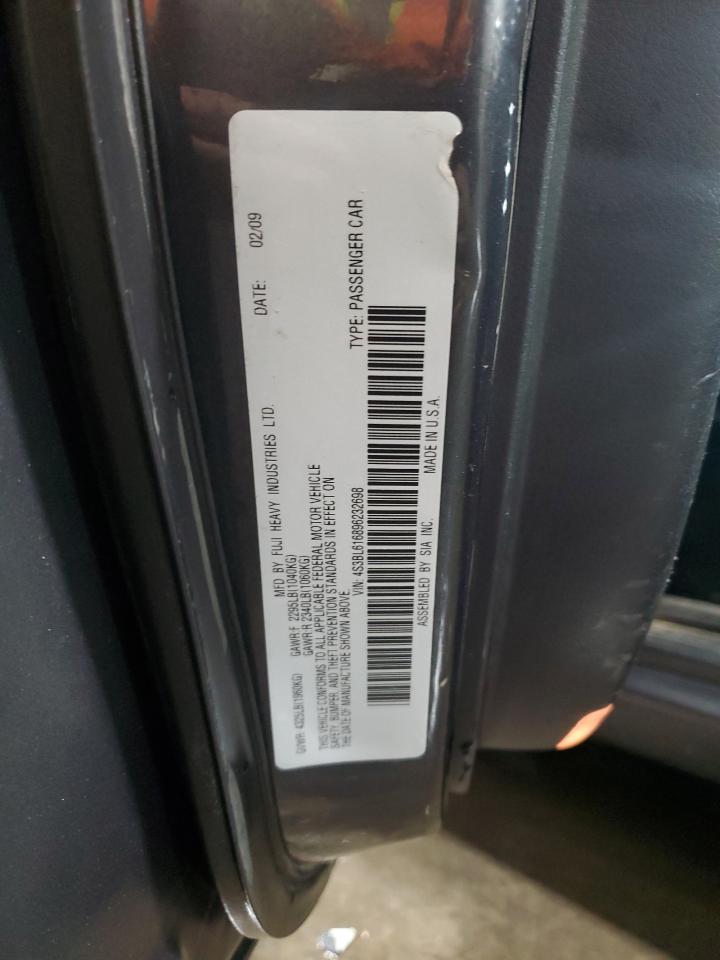 MFD BY FUJI HEAVY INDUSTRIES LTD. DATE: 02/09
GVWR: 4325LB(1960KG) GAWR:F 2295LB(1040KG)
GAWR:R 2340LB(1060KG)
THIS VEHICLE CONFORMS TO ALL APPLICABLE FEDERAL MOTOR VEHICLE
SAFETY, BUMPER, AND THEFT PREVENTION STANDARDS IN EFFECT ON
THE DATE OF MANUFACTURE SHOWN ABOVE.
VIN: 4S3BL616896232698 TYPE: PASSENGER CAR
ASSEMBLED BY SIA INC. MADE IN U.S.A.